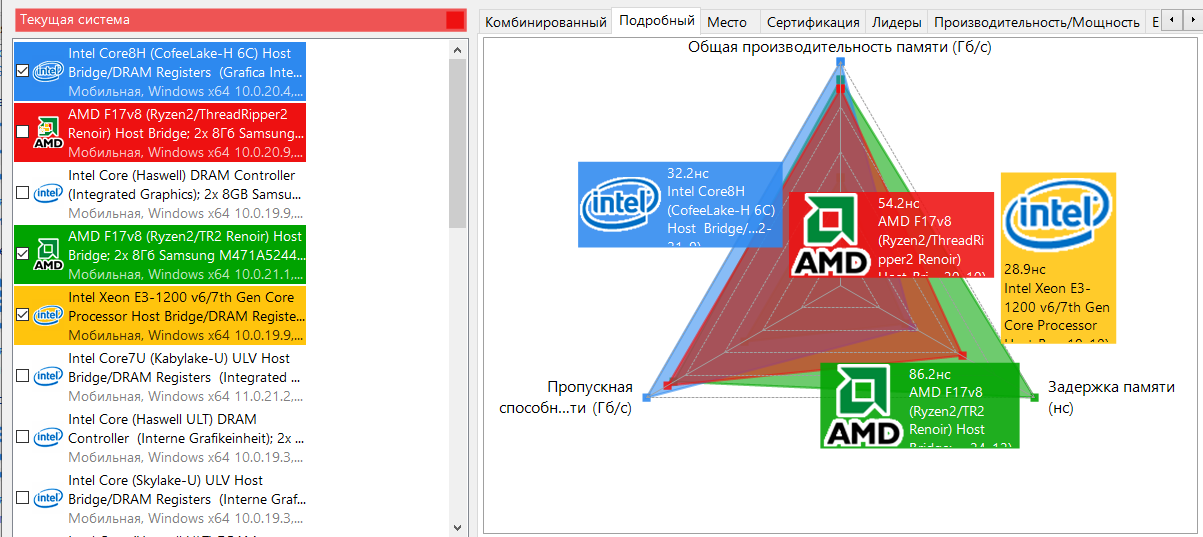 Текущая система
Intel Core8H (CofeeLake-H 6C) Host
Bridge/DRAM Registers (Grafica Inte...
Мобильная, Windows x64 10.0.20.4,...
AMD F17v8 (Ryzen2/ThreadRipper2
Renoir) Host Bridge; 2x 8Гб Samsung...
Мобильная, Windows x64 10.0.20.9,...
Intel Core (Haswell) DRAM Controller
(Integrated Graphics); 2x 8GB Samsu...
Мобильная, Windows x64 10.0.19.9,...
AMD F17v8 (Ryzen2/TR2 Renoir) Host
Bridge; 2x 8Гб Samsung M471A5244...
Мобильная, Windows x64 10.0.21.1,...
Intel Xeon E3-1200 v6/7th Gen Core
Processor Host Bridge/DRAM Registe...
Мобильная, Windows x64 10.0.19.9,...
Intel Core7U (Kabylake-U) ULV Host
Bridge/DRAM Registers (Integrated ...
Мобильная, Windows x64 11.0.21.2,...
Intel Core (Haswell ULT) DRAM
Controller (Interne Grafikeinheit); 2x ...
Мобильная, Windows x64 10.0.19.3,...
Intel Core (Skylake-U) ULV Host
Bridge/DRAM Registers (Interne Graf...
Мобильная, Windows x64 10.0.19.3,...
Комбинированный Подробный Место Сертификация Лидеры Производительность/Мощность Е
Общая производительность памяти (Гб/с)
32.2нс
Intel Core8H
(CofeeLake-H 6C)
Host Bridge/...2-
intel
54.2нс
AMD F17v8
(Ryzen2/ThreadRi
pper2 Renoir)
AMD
intel
28.9нс
Intel Xeon E3-
1200 v6/7th Gen
Core Processor
86.2нс
AMD F17v8
(Ryzen2/TR2
Renoir) Host
AMD
Пропускная
способн...ти (Гб/с)
Задержка памяти
(нс)